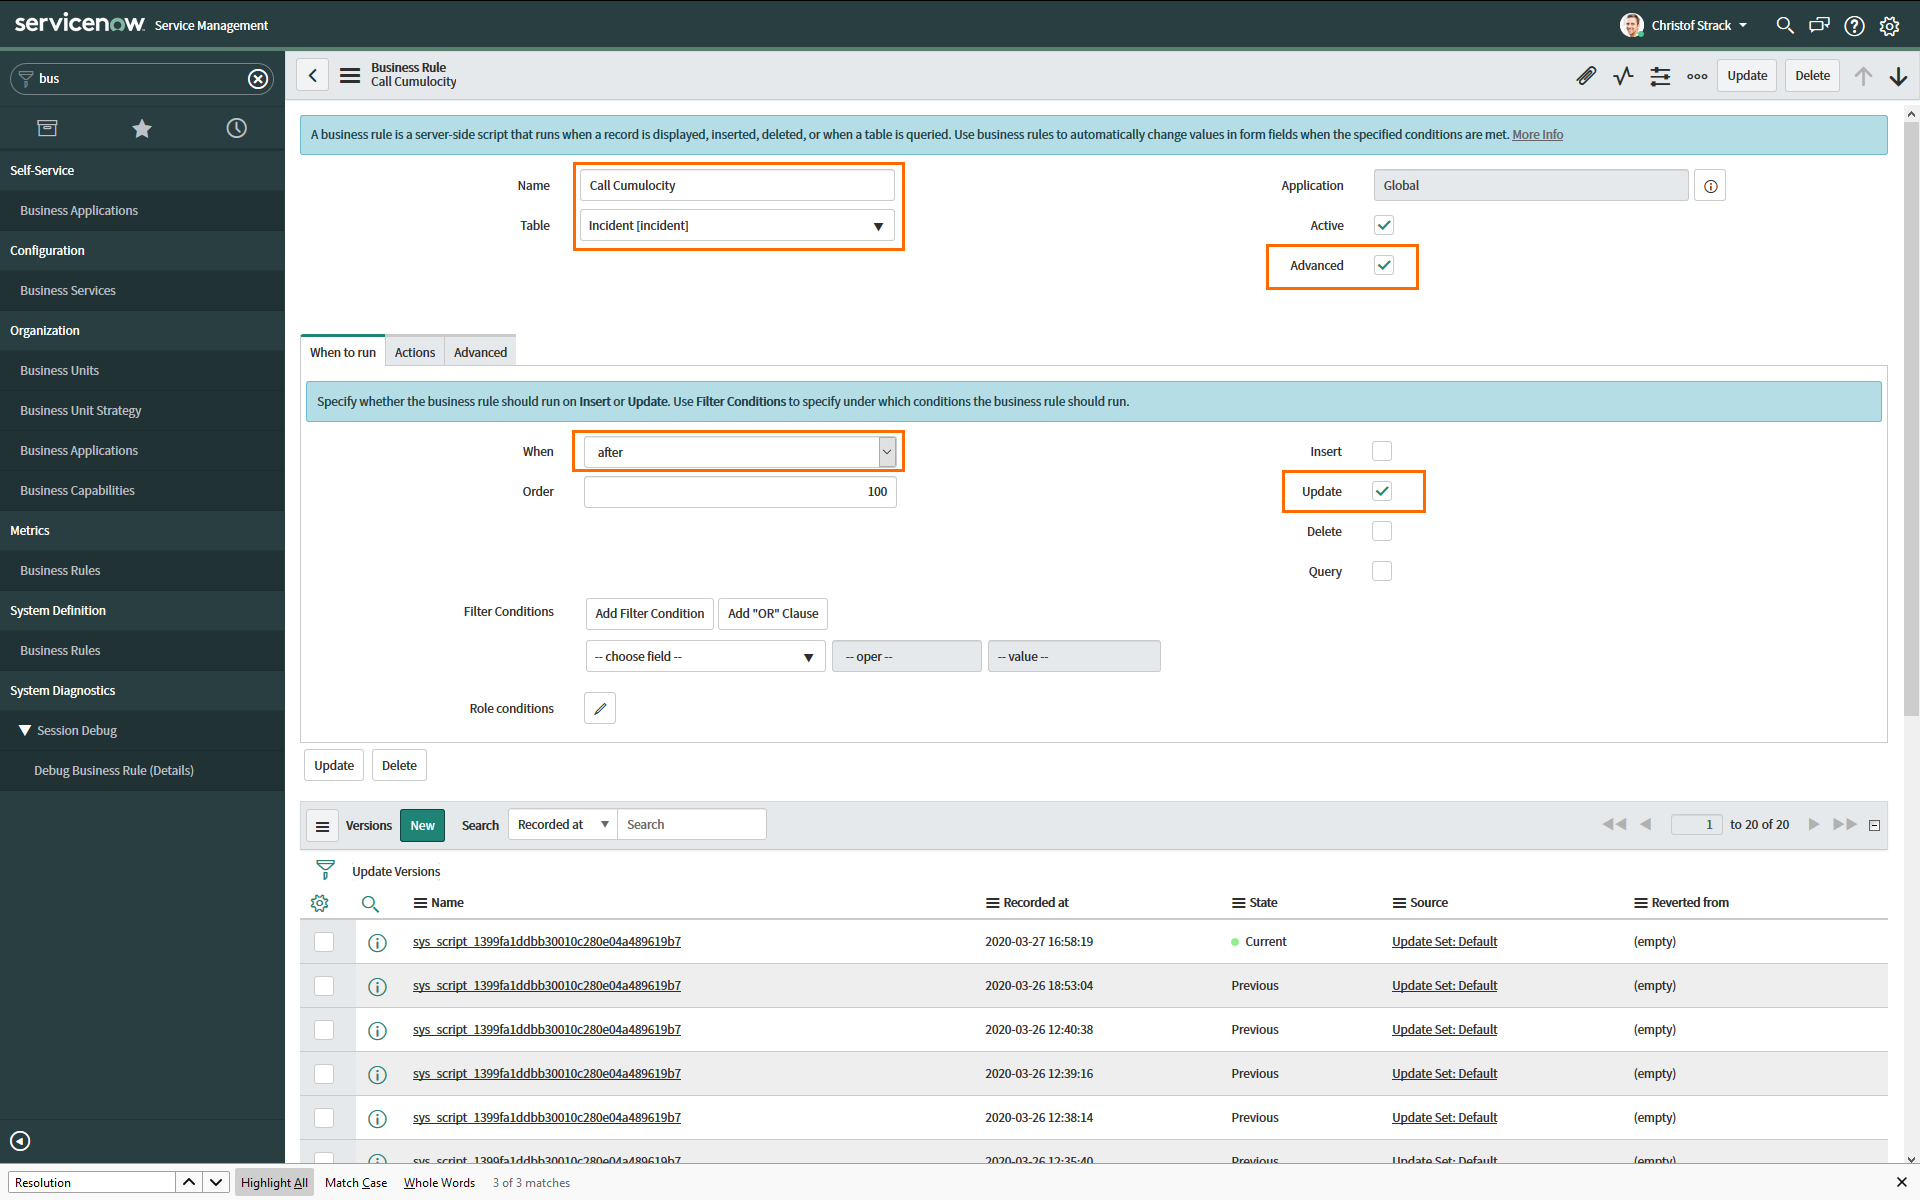 servicenow Service Management
Christof Strack
bus
Self-Service
Business Applications
Configuration
Business Services
Organization
Business Units
Business Unit Strategy
Business Applications
Business Capabilities
Metrics
Business Rules
System Definition
Business Rules
System Diagnostics
Session Debug
Debug Business Rule (Details)
Business Rule
Call Cumulocity
Update Delete
A business rule is a server-side script that runs when a record is displayed, inserted, deleted, or when a table is queried. Use business rules to automatically change values in form fields when the specified conditions are met. More Info
Name Call Cumulocity
Table Incident [incident]
Application Global
Active
Advanced
When to run Actions Advanced
Specify whether the business rule should run on Insert or Update. Use Filter Conditions to specify under which conditions the business rule should run.
When after
Order 100
Insert
Update
Delete
Query
Filter Conditions Add Filter Condition Add "OR" Clause
-- choose field -- -- oper -- -- value --
Role conditions
Update Delete
Versions New Search Recorded at Search 1 to 20 of 20
Update Versions
Name Recorded at State Source Reverted from
sys_script_1399fa1ddbb30010c280e04a489619b7 2020-03-27 16:58:19 Current Update Set: Default (empty)
sys_script_1399fa1ddbb30010c280e04a489619b7 2020-03-26 18:53:04 Previous Update Set: Default (empty)
sys_script_1399fa1ddbb30010c280e04a489619b7 2020-03-26 12:40:38 Previous Update Set: Default (empty)
sys_script_1399fa1ddbb30010c280e04a489619b7 2020-03-26 12:39:16 Previous Update Set: Default (empty)
sys_script_1399fa1ddbb30010c280e04a489619b7 2020-03-26 12:38:14 Previous Update Set: Default (empty)
sys_script_1399fa1ddbb30010c280e04a489619b7 2020-03-26 12:35:40 Previous Update Set: Default (empty)
Resolution Highlight All Match Case Whole Words 3 of 3 matches